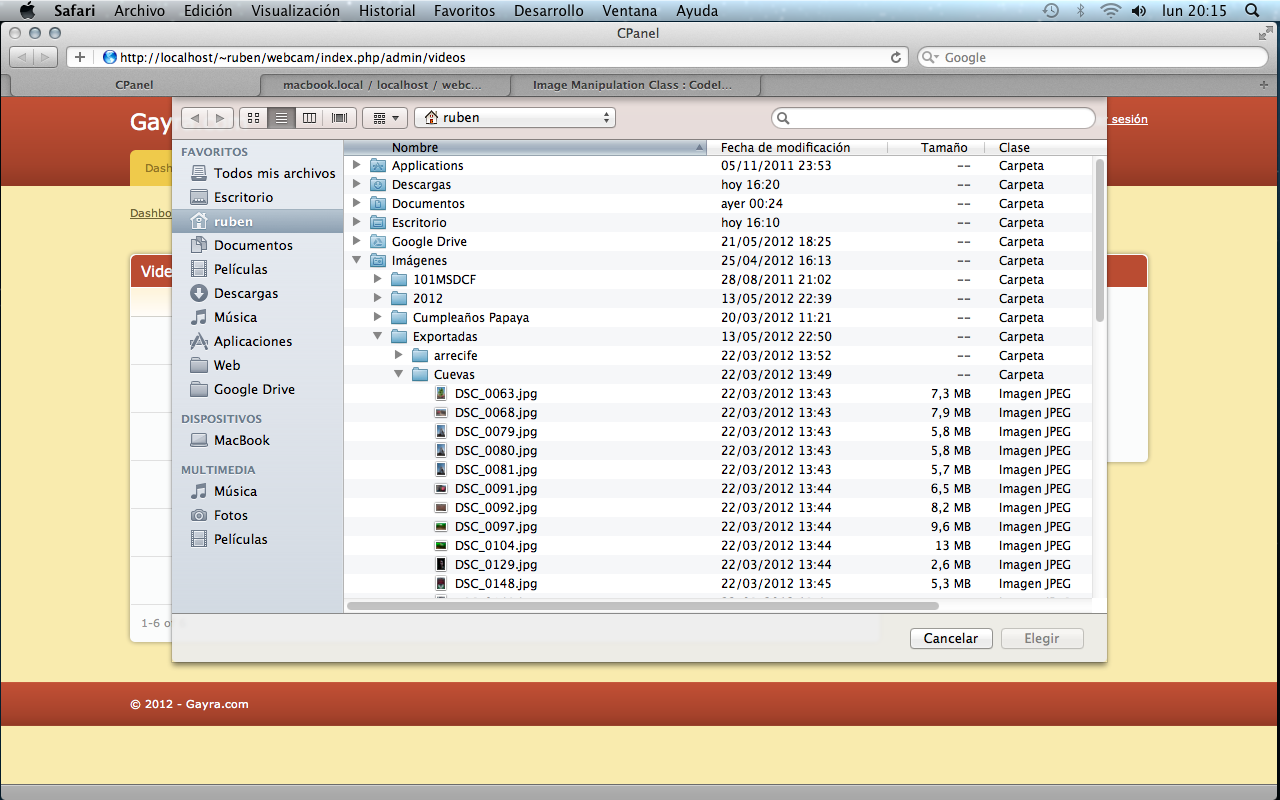 Safari Archivo Edición Visualización Historial Favoritos Desarrollo Ventana Ayuda lun 20:15
CPanel
http://localhost/~ruben/webcam/index.php/admin/videos Google
CPanel macbook.local / localhost / webc... Image Manipulation Class : CodeI...
Gay
sesión
ruben
Dash
Dashbo
Vide
FAVORITOS
Todos mis archivos
Escritorio
ruben
Documentos
Películas
Descargas
Música
Aplicaciones
Web
Google Drive
DISPOSITIVOS
MacBook
MULTIMEDIA
Música
Fotos
Películas
Nombre Fecha de modificación Tamaño Clase
Applications 05/11/2011 23:53 -- Carpeta
Descargas hoy 16:20 -- Carpeta
Documentos ayer 00:24 -- Carpeta
Escritorio hoy 16:10 -- Carpeta
Google Drive 21/05/2012 18:25 -- Carpeta
Imágenes 25/04/2012 16:13 -- Carpeta
101MSDCF 28/08/2011 21:02 -- Carpeta
2012 13/05/2012 22:39 -- Carpeta
Cumpleaños Papaya 20/03/2012 11:21 -- Carpeta
Exportadas 13/05/2012 22:50 -- Carpeta
arrecife 22/03/2012 13:52 -- Carpeta
Cuevas 22/03/2012 13:49 -- Carpeta
DSC_0063.jpg 22/03/2012 13:43 7,3 MB Imagen JPEG
DSC_0068.jpg 22/03/2012 13:43 7,9 MB Imagen JPEG
DSC_0079.jpg 22/03/2012 13:43 5,8 MB Imagen JPEG
DSC_0080.jpg 22/03/2012 13:43 5,8 MB Imagen JPEG
DSC_0081.jpg 22/03/2012 13:43 5,7 MB Imagen JPEG
DSC_0091.jpg 22/03/2012 13:44 6,5 MB Imagen JPEG
DSC_0092.jpg 22/03/2012 13:44 8,2 MB Imagen JPEG
DSC_0097.jpg 22/03/2012 13:44 9,6 MB Imagen JPEG
DSC_0104.jpg 22/03/2012 13:44 13 MB Imagen JPEG
DSC_0129.jpg 22/03/2012 13:44 2,6 MB Imagen JPEG
DSC_0148.jpg 22/03/2012 13:45 5,3 MB Imagen JPEG
1-6 of
Cancelar Elegir
© 2012 - Gayra.com